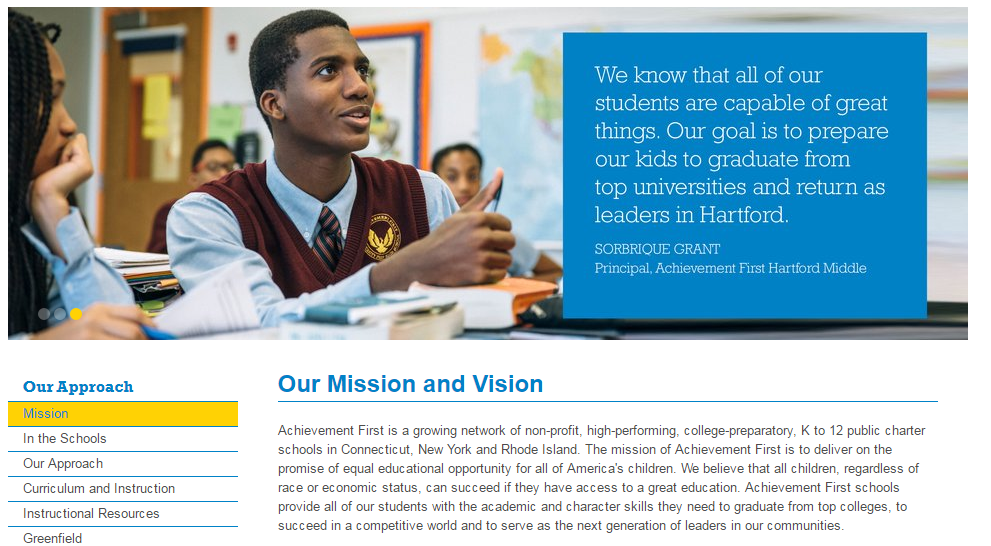 We know that all of our
students are capable of great
things. Our goal is to prepare
our kids to graduate from
top universities and return as
leaders in Hartford.
SORBRIQUE GRANT
Principal, Achievement First Hartford Middle
Our Approach
Mission
In the Schools
Our Approach
Curriculum and Instruction
Instructional Resources
Greenfield
Our Mission and Vision
Achievement First is a growing network of non-profit, high-performing, college-preparatory, K to 12 public charter
schools in Connecticut, New York and Rhode Island. The mission of Achievement First is to deliver on the
promise of equal educational opportunity for all of America's children. We believe that all children, regardless of
race or economic status, can succeed if they have access to a great education. Achievement First schools
provide all of our students with the academic and character skills they need to graduate from top colleges, to
succeed in a competitive world and to serve as the next generation of leaders in our communities.